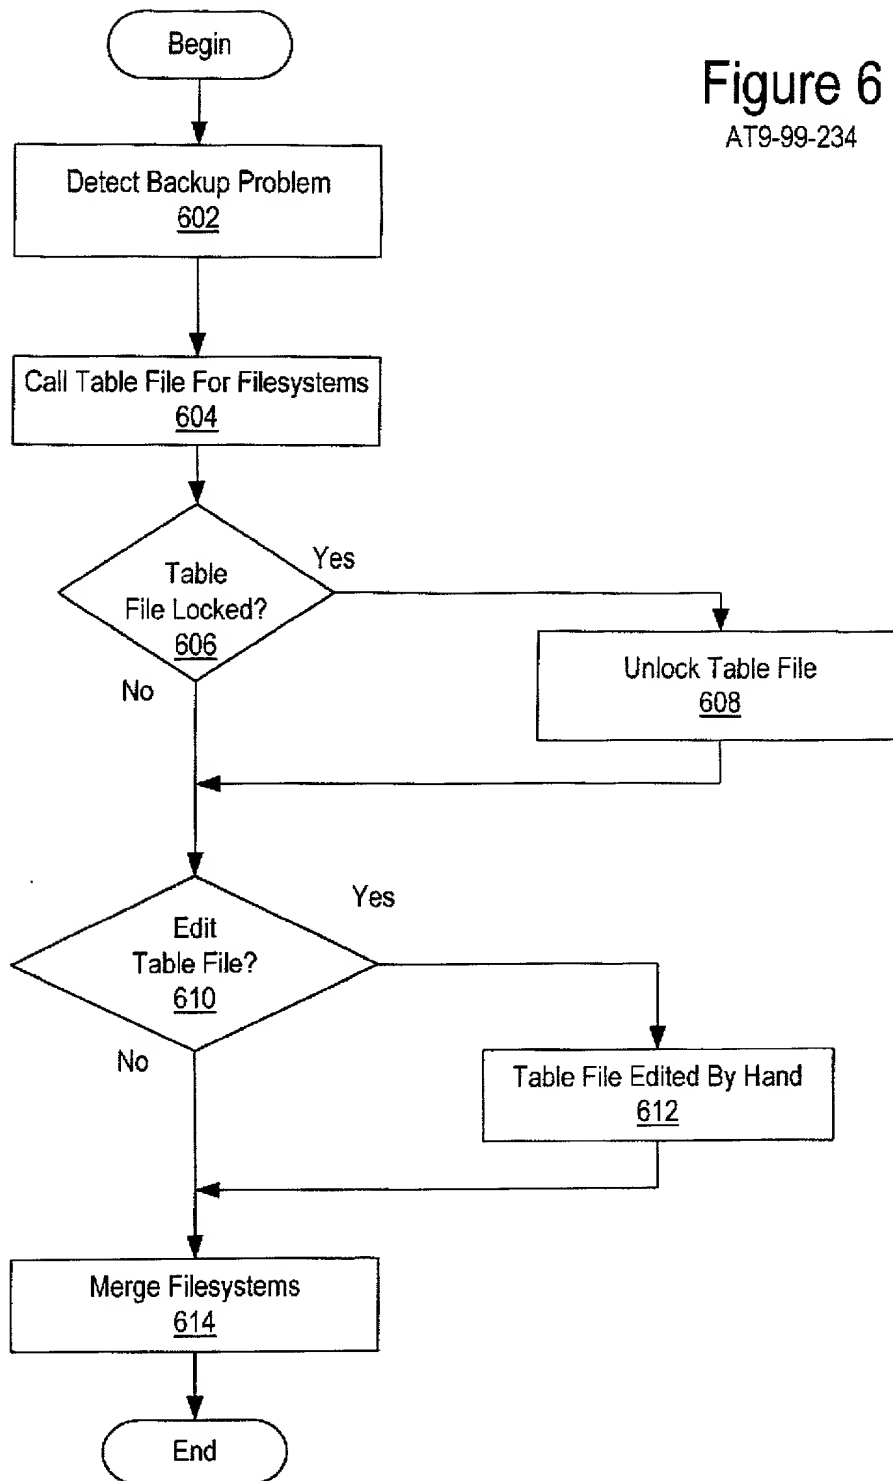 Begin
Figure 6
AT9-99-234
Detect Backup Problem
602
Call Table File For Filesystems
604
Table
File Locked?
606
Yes
No
Unlock Table File
608
Edit
Table File?
610
Yes
No
Table File Edited By Hand
612
Merge Filesystems
614
End